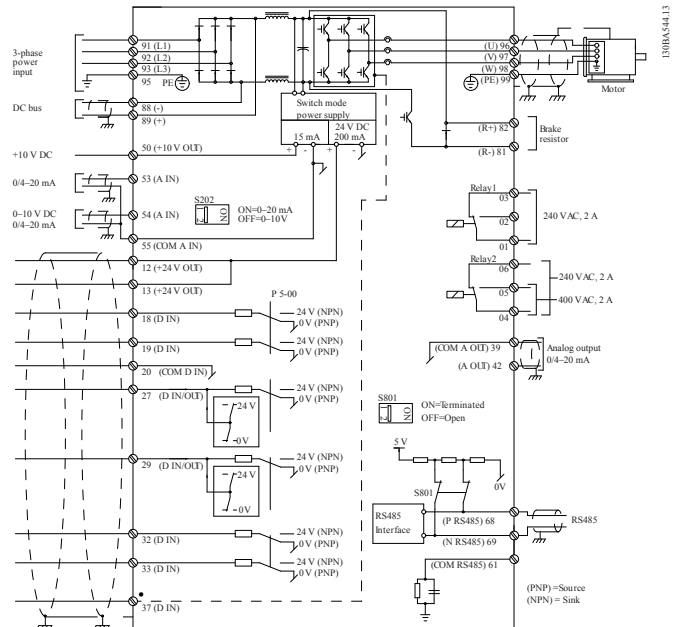 130BA544.13
3-phase
power
input
91 (L1)
92 (L2)
93 (L3)
95 PE
DC bus
88 (-)
89 (+)
+10 V DC
50 (+10 V OUT)
0/4–20 mA
53 (A IN)
0–10 V DC
0/4–20 mA
54 (A IN)
S202
1 2
ON
ON=0–20 mA
OFF=0–10V
55 (COM A IN)
12 (+24 V OUT)
13 (+24 V OUT)
P 5-00
18 (D IN)
24 V (NPN)
0 V (PNP)
19 (D IN)
24 V (NPN)
0 V (PNP)
20 (COM D IN)
27 (D IN/OUT)
24 V (NPN)
0 V (PNP)
24 V
0V
29 (D IN/OUT)
24 V (NPN)
0 V (PNP)
24 V
0V
32 (D IN)
24 V (NPN)
0 V (PNP)
33 (D IN)
24 V (NPN)
0 V (PNP)
37 (D IN)
Switch mode
power supply
15 mA
24 V DC
200 mA
+ - + -
(U) 96
(V) 97
(W) 98
(PE) 99
Motor
(R+) 82
(R-) 81
Brake
resistor
Relay1
03
02
01
240 VAC, 2 A
Relay2
06
05
04
240 VAC, 2 A
400 VAC, 2 A
(COM A OUT) 39
(A OUT) 42
Analog output
0/4–20 mA
S801
1 2
ON
ON=Terminated
OFF=Open
5 V
S801
0V
RS485
Interface
(P RS485) 68
(N RS485) 69
RS485
(COM RS485) 61
(PNP) =Source
(NPN) = Sink